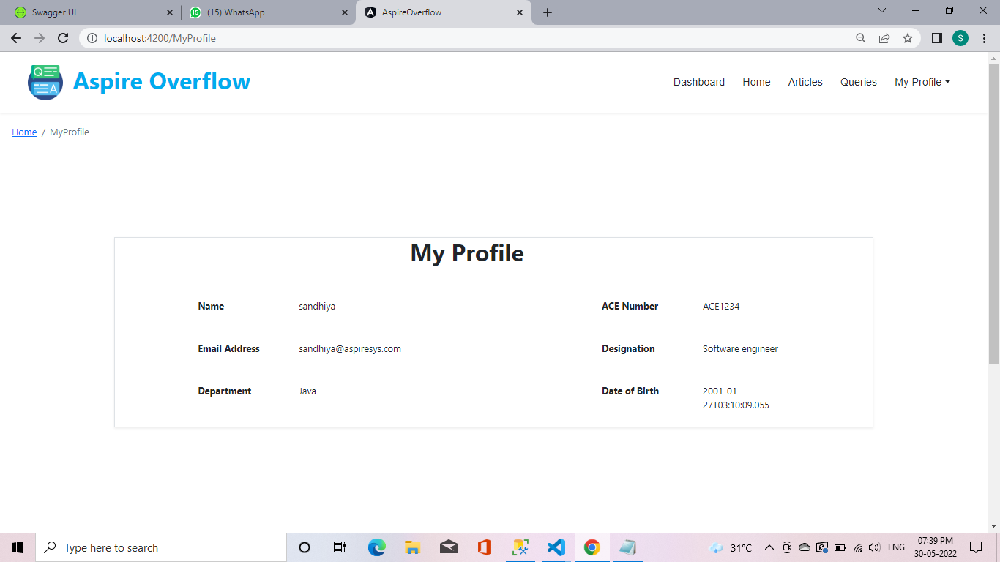 Swagger UI
(15) WhatsApp
AspireOverflow
localhost:4200/MyProfile
S
Aspire Overflow
Dashboard Home Articles Queries My Profile
Home / MyProfile
My Profile
Name sandhiya ACE Number ACE1234
Email Address sandhiya@aspiresys.com Designation Software engineer
Department Java Date of Birth 2001-01-
27T03:10:09.055
Type here to search
31°C
ENG
07:39 PM
30-05-2022